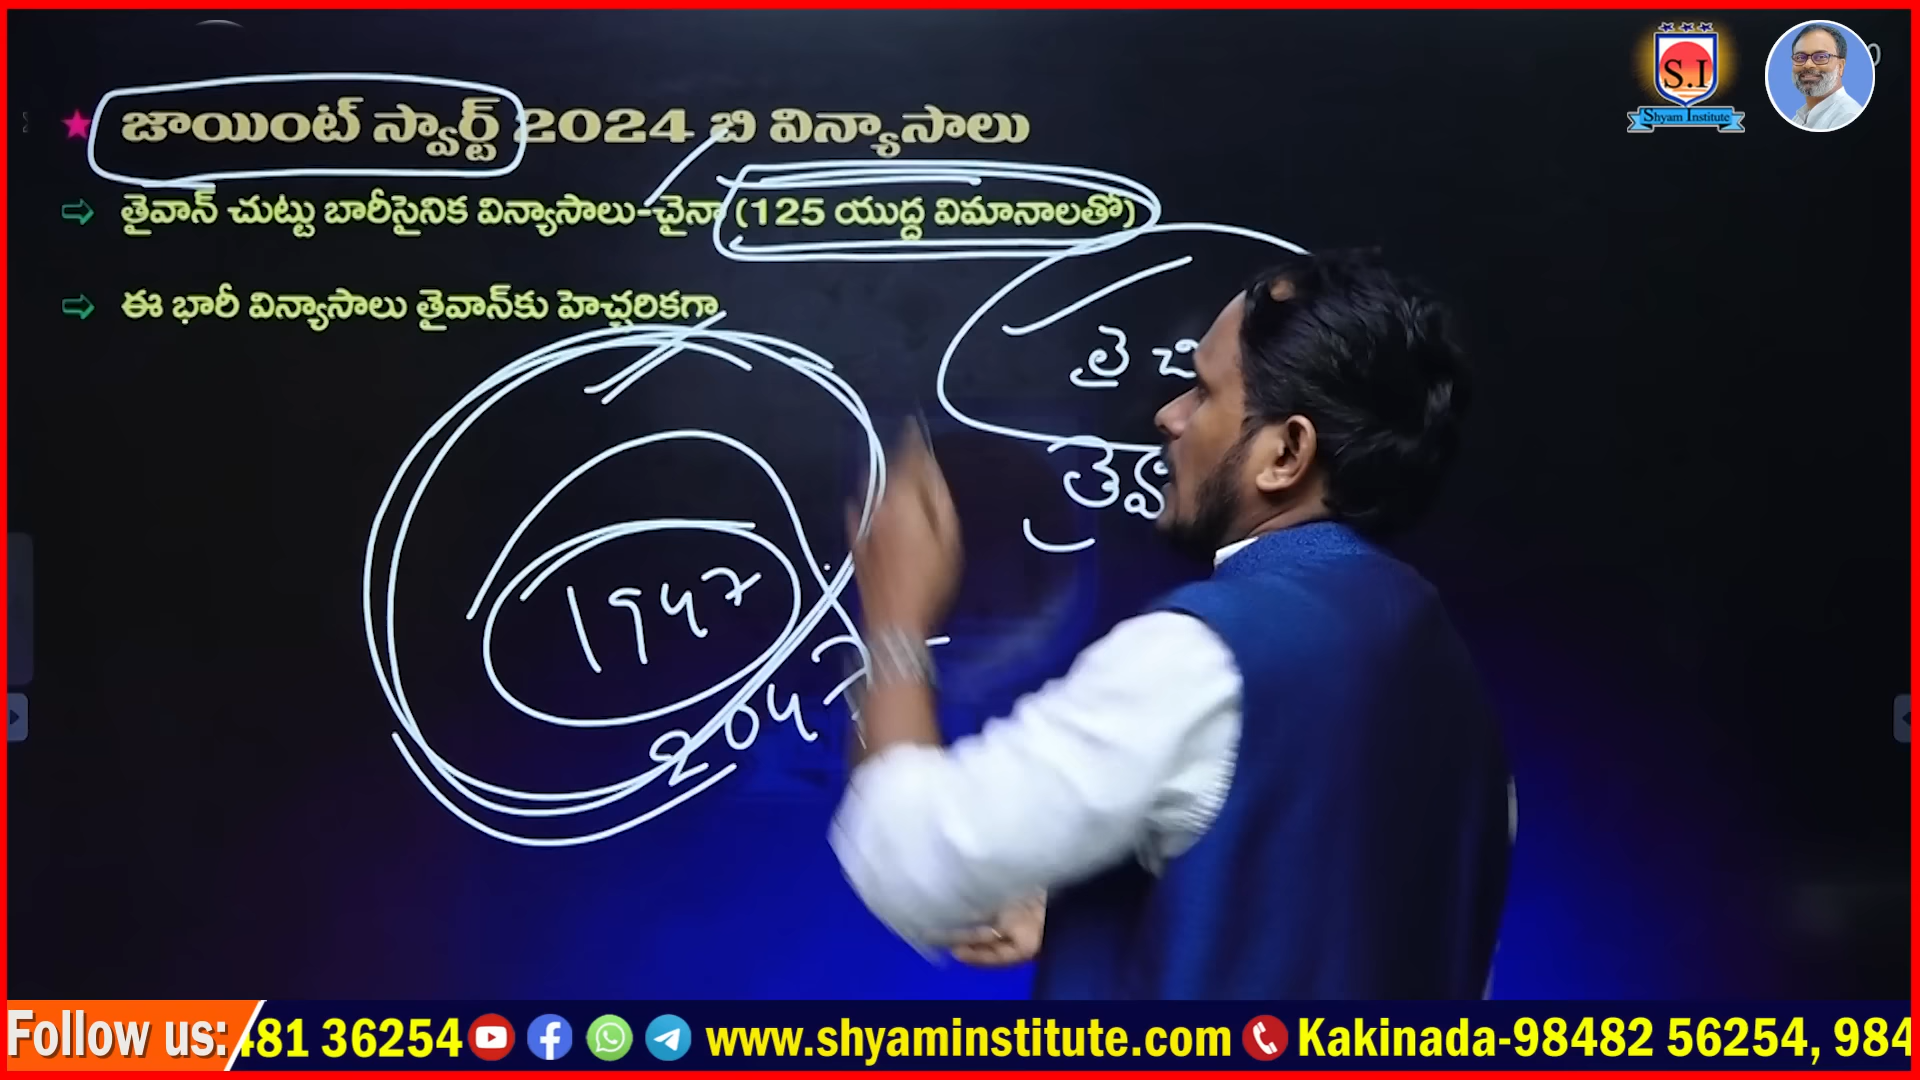 జాయింట్ స్వార్ట్ 2024 బి విన్యాసాలు
తైవాన్ చుట్టు బారీసైనిక విన్యాసాలు-చైనా (125 యుద్ధ విమానాలతో)
ఈ భారీ విన్యాసాలు తైవాన్‌కు హెచ్చరికగా
లై చి
తైవా
1947
2047
S.I
Shyam Institute
Follow us: 481 36254 www.shyaminstitute.com Kakinada-98482 56254, 984